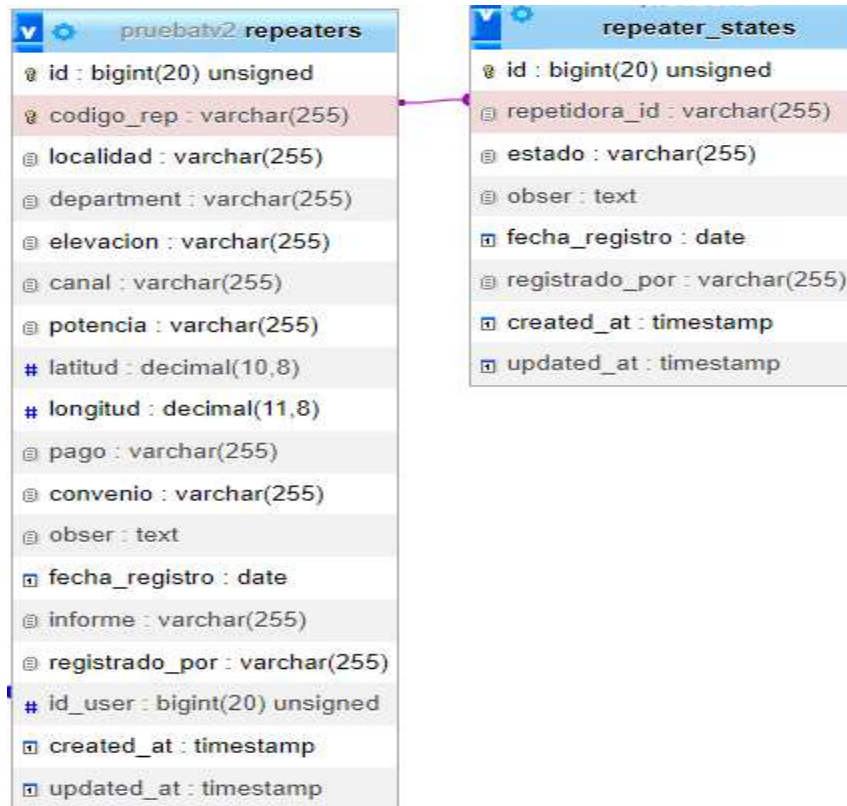 pruebatv2 repeaters
id : bigint(20) unsigned
codigo_rep : varchar(255)
localidad : varchar(255)
department : varchar(255)
elevacion : varchar(255)
canal : varchar(255)
potencia : varchar(255)
latitud : decimal(10,8)
longitud : decimal(11,8)
pago : varchar(255)
convenio : varchar(255)
obser : text
fecha_registro : date
informe : varchar(255)
registrado_por : varchar(255)
id_user : bigint(20) unsigned
created_at : timestamp
updated_at : timestamp
repeater_states
id : bigint(20) unsigned
repetidora_id : varchar(255)
estado : varchar(255)
obser : text
fecha_registro : date
registrado_por : varchar(255)
created_at : timestamp
updated_at : timestamp